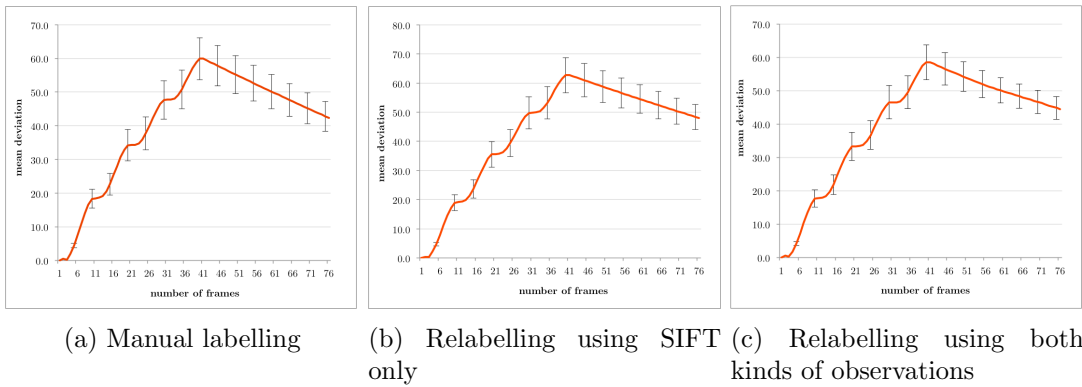 70.0
60.0
50.0
40.0
30.0
20.0
10.0
0.0
mean deviation
1 6 11 16 21 26 31 36 41 46 51 56 61 66 71 76
number of frames
(a) Manual labelling
80.0
70.0
60.0
50.0
40.0
30.0
20.0
10.0
0.0
mean deviation
1 6 11 16 21 26 31 36 41 46 51 56 61 66 71 76
number of frames
(b) Relabelling using SIFT
only
70.0
60.0
50.0
40.0
30.0
20.0
10.0
0.0
mean deviation
1 6 11 16 21 26 31 36 41 46 51 56 61 66 71 76
number of frames
(c) Relabelling using both
kinds of observations